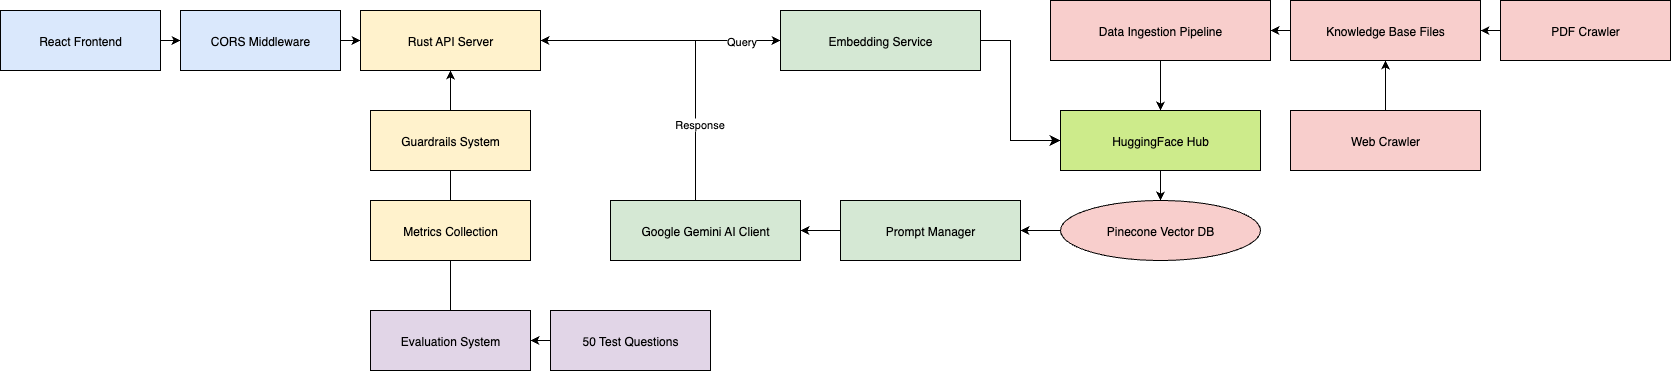 React Frontend
CORS Middleware
Rust API Server
Query
Embedding Service
Data Ingestion Pipeline
Knowledge Base Files
PDF Crawler
Response
Guardrails System
HuggingFace Hub
Web Crawler
Metrics Collection
Google Gemini AI Client
Prompt Manager
Pinecone Vector DB
Evaluation System
50 Test Questions